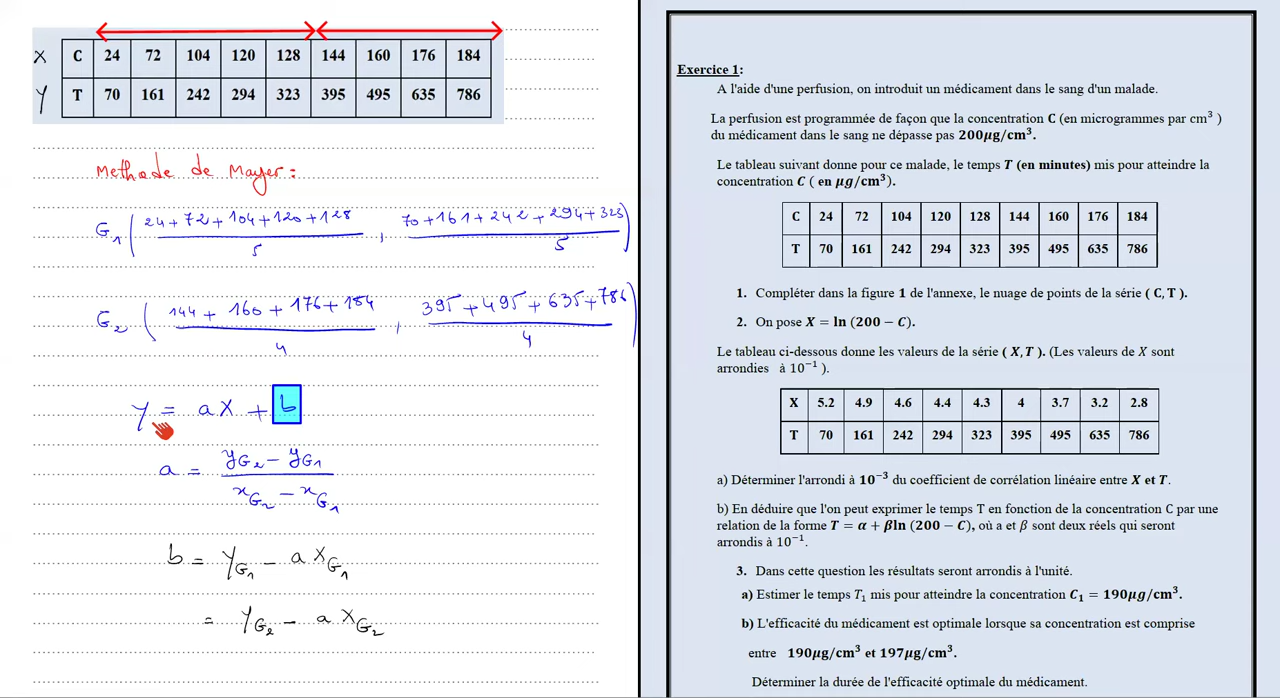 X C 24 72 104 120 128 144 160 176 184
Y T 70 161 242 294 323 395 495 635 786
Methode de Mayer :
G1 ( 24+72+104+120+128 / 5 , 70+161+242+294+323 / 5 )
G2 ( 144+160+176+184 / 4 , 395+495+635+786 / 4 )
Y = aX + b
a = yG2 - yG1 / xG2 - xG1
b = YG1 - a XG1
= YG2 - a XG2
Exercice 1:
A l'aide d'une perfusion, on introduit un médicament dans le sang d'un malade.
La perfusion est programmée de façon que la concentration C (en microgrammes par cm³ )
du médicament dans le sang ne dépasse pas 200μg/cm³.
Le tableau suivant donne pour ce malade, le temps T (en minutes) mis pour atteindre la
concentration C ( en μg/cm³).
C 24 72 104 120 128 144 160 176 184
T 70 161 242 294 323 395 495 635 786
1. Compléter dans la figure 1 de l'annexe, le nuage de points de la série ( C, T ).
2. On pose X = ln (200 − C).
Le tableau ci-dessous donne les valeurs de la série ( X, T ). (Les valeurs de X sont
arrondies à 10⁻¹ ).
X 5.2 4.9 4.6 4.4 4.3 4 3.7 3.2 2.8
T 70 161 242 294 323 395 495 635 786
a) Déterminer l'arrondi à 10⁻³ du coefficient de corrélation linéaire entre X et T.
b) En déduire que l'on peut exprimer le temps T en fonction de la concentration C par une
relation de la forme T = α + βln (200 − C), où a et β sont deux réels qui seront
arrondis à 10⁻¹.
3. Dans cette question les résultats seront arrondis à l'unité.
a) Estimer le temps T₁ mis pour atteindre la concentration C₁ = 190μg/cm³.
b) L'efficacité du médicament est optimale lorsque sa concentration est comprise
entre 190μg/cm³ et 197μg/cm³.
Déterminer la durée de l'efficacité optimale du médicament.